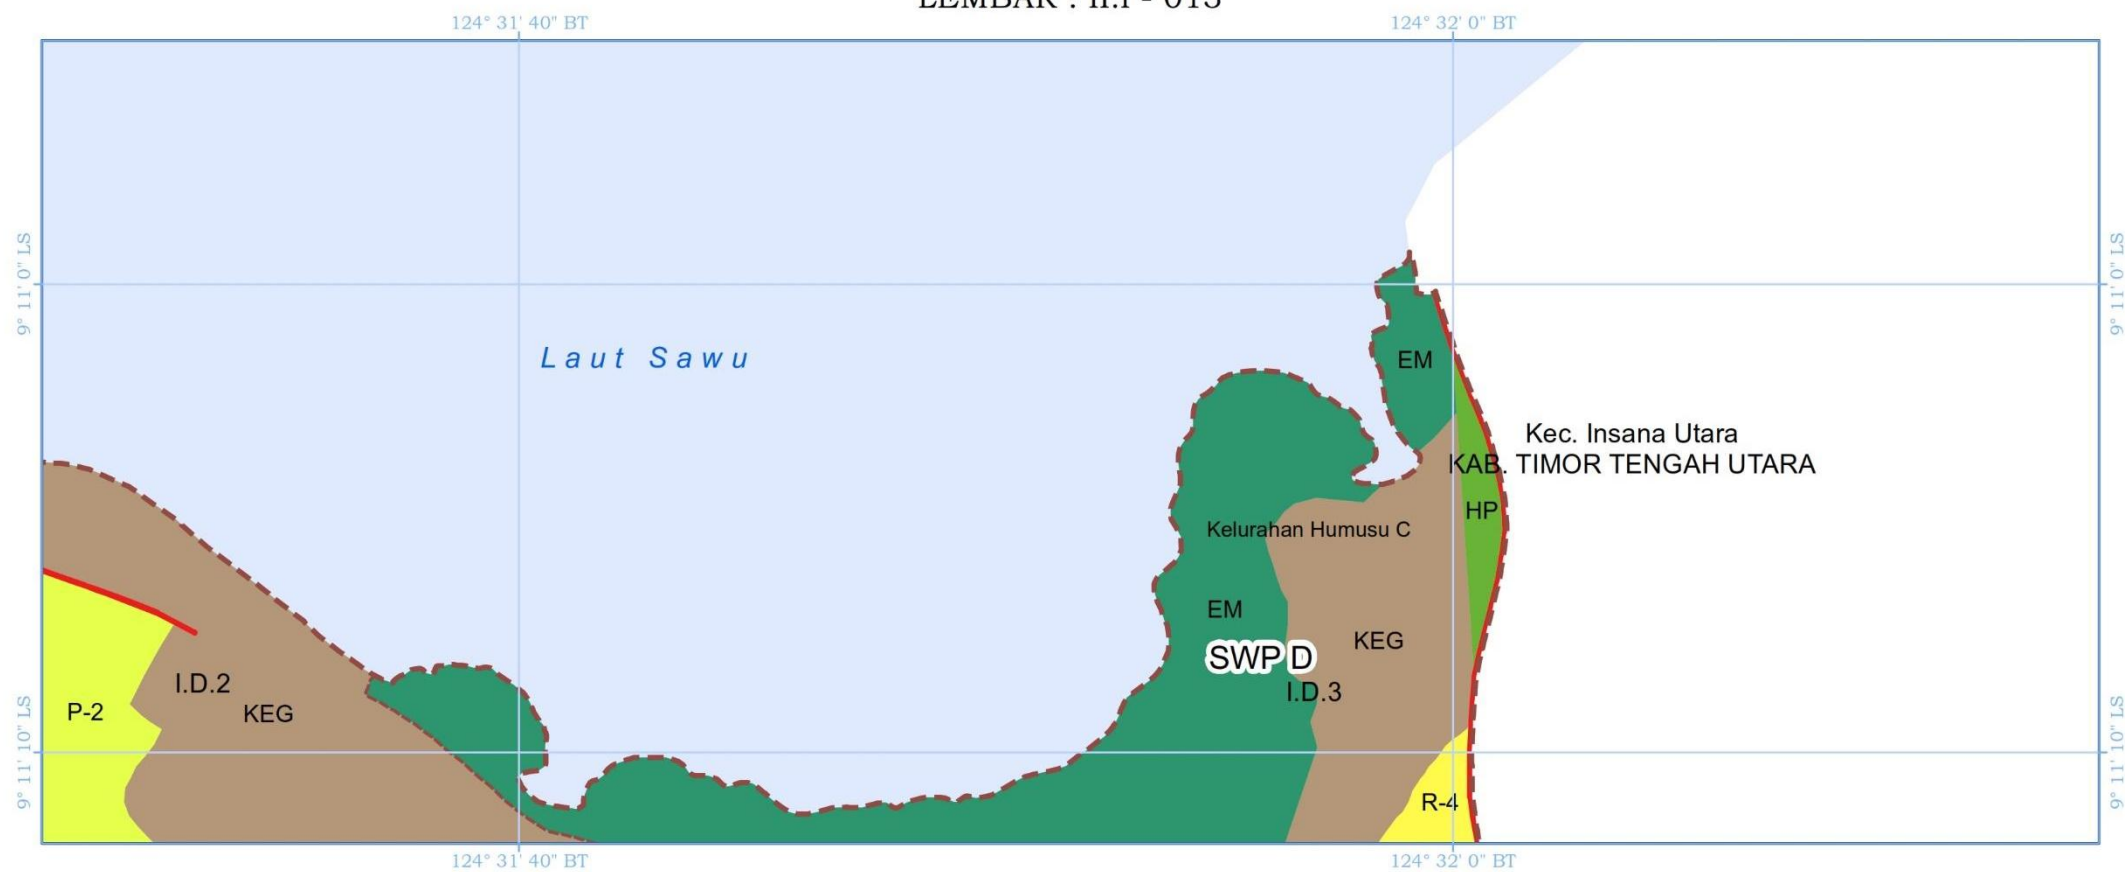 LEMBAR : II.I - 013
124° 31' 40" BT
124° 32' 0" BT
9° 11' 0" LS
9° 11' 0" LS
Laut Sawu
EM
Kec. Insana Utara
KAB. TIMOR TENGAH UTARA
HP
Kelurahan Humusu C
EM
KEG
SWP D
I.D.2
I.D.3
P-2
KEG
9° 11' 10" LS
9° 11' 10" LS
R-4
124° 31' 40" BT
124° 32' 0" BT